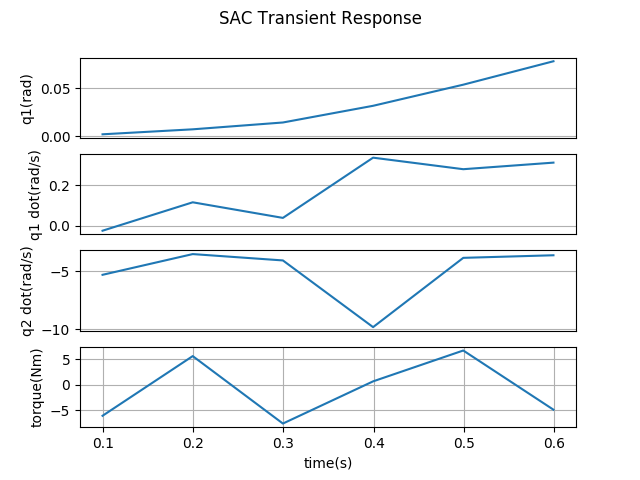 SAC Transient Response
q1(rad)
0.05
0.00
q1 dot(rad/s)
0.2
0.0
q2 dot(rad/s)
−5
−10
torque(Nm)
5
0
−5
0.1 0.2 0.3 0.4 0.5 0.6
time(s)